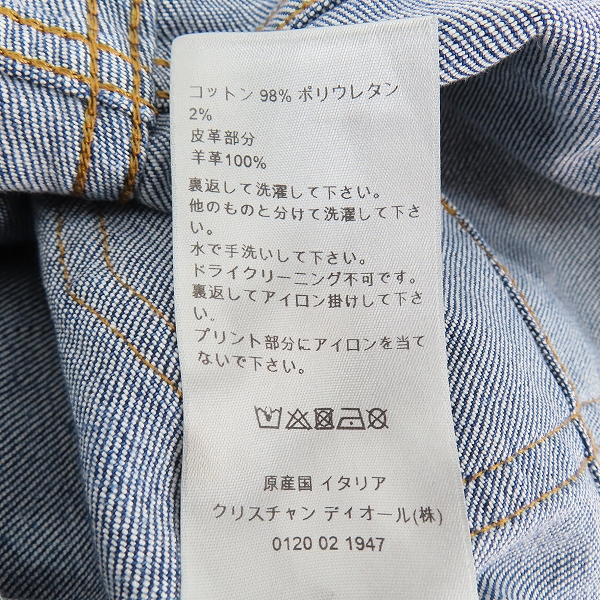 コットン 98% ポリウレタン
2%
皮革部分
羊革100%
裏返して洗濯して下さい。
他のものと分けて洗濯して下さ
い。
水で手洗いして下さい。
ドライクリーニング不可です。
裏返してアイロン掛けして下さ
い。
プリント部分にアイロンを当て
ないで下さい。
原産国 イタリア
クリスチャン ディオール(株)
0120 02 1947